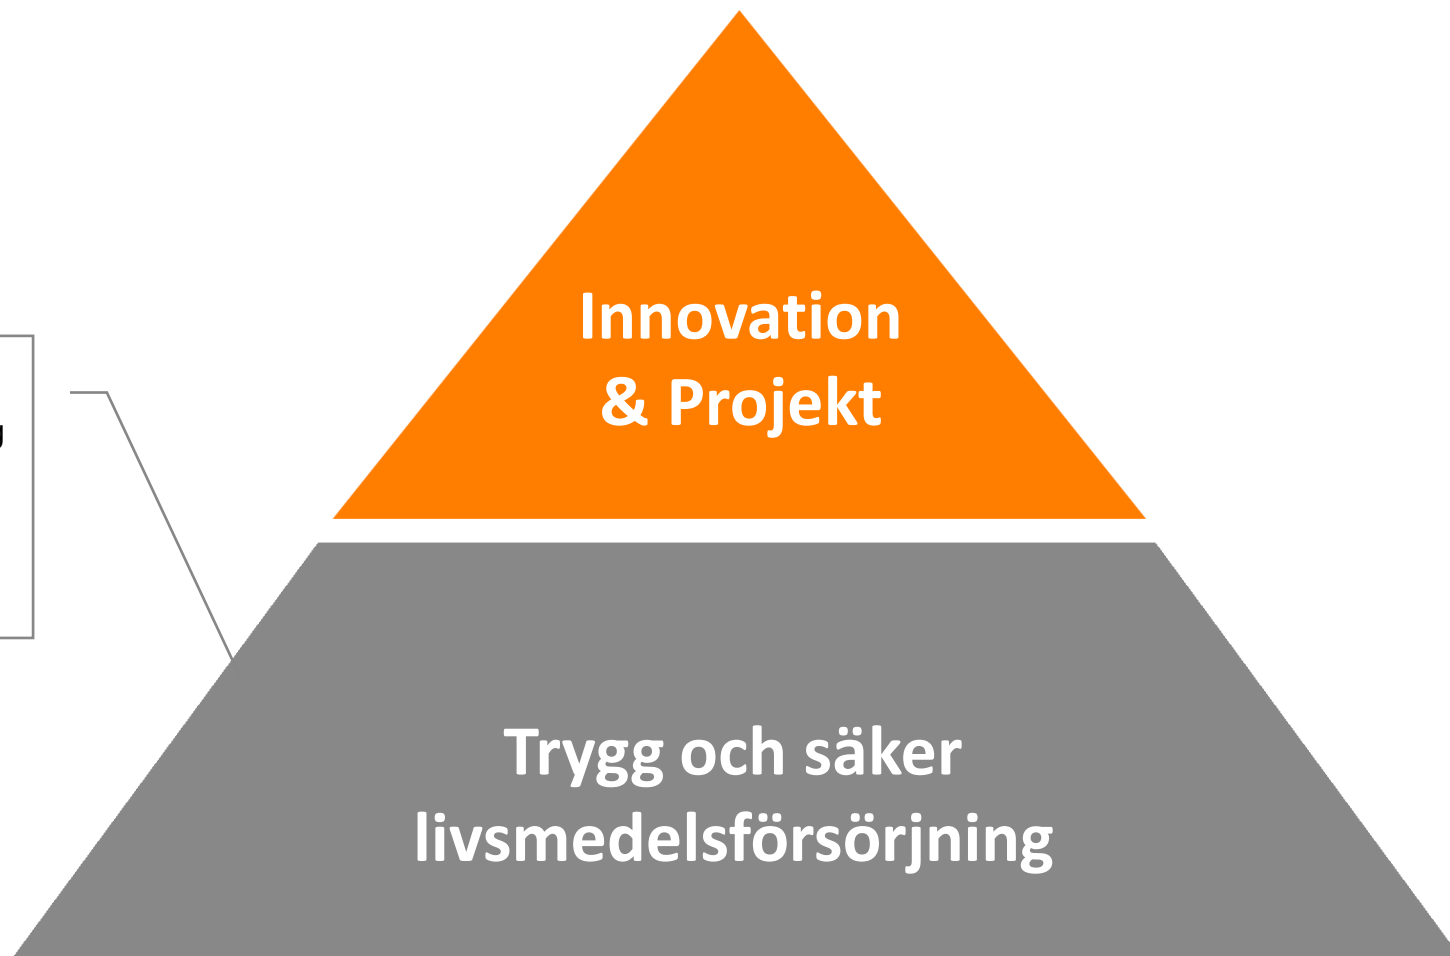 Innovation
& Projekt
Trygg och säker
livsmedelsförsörjning